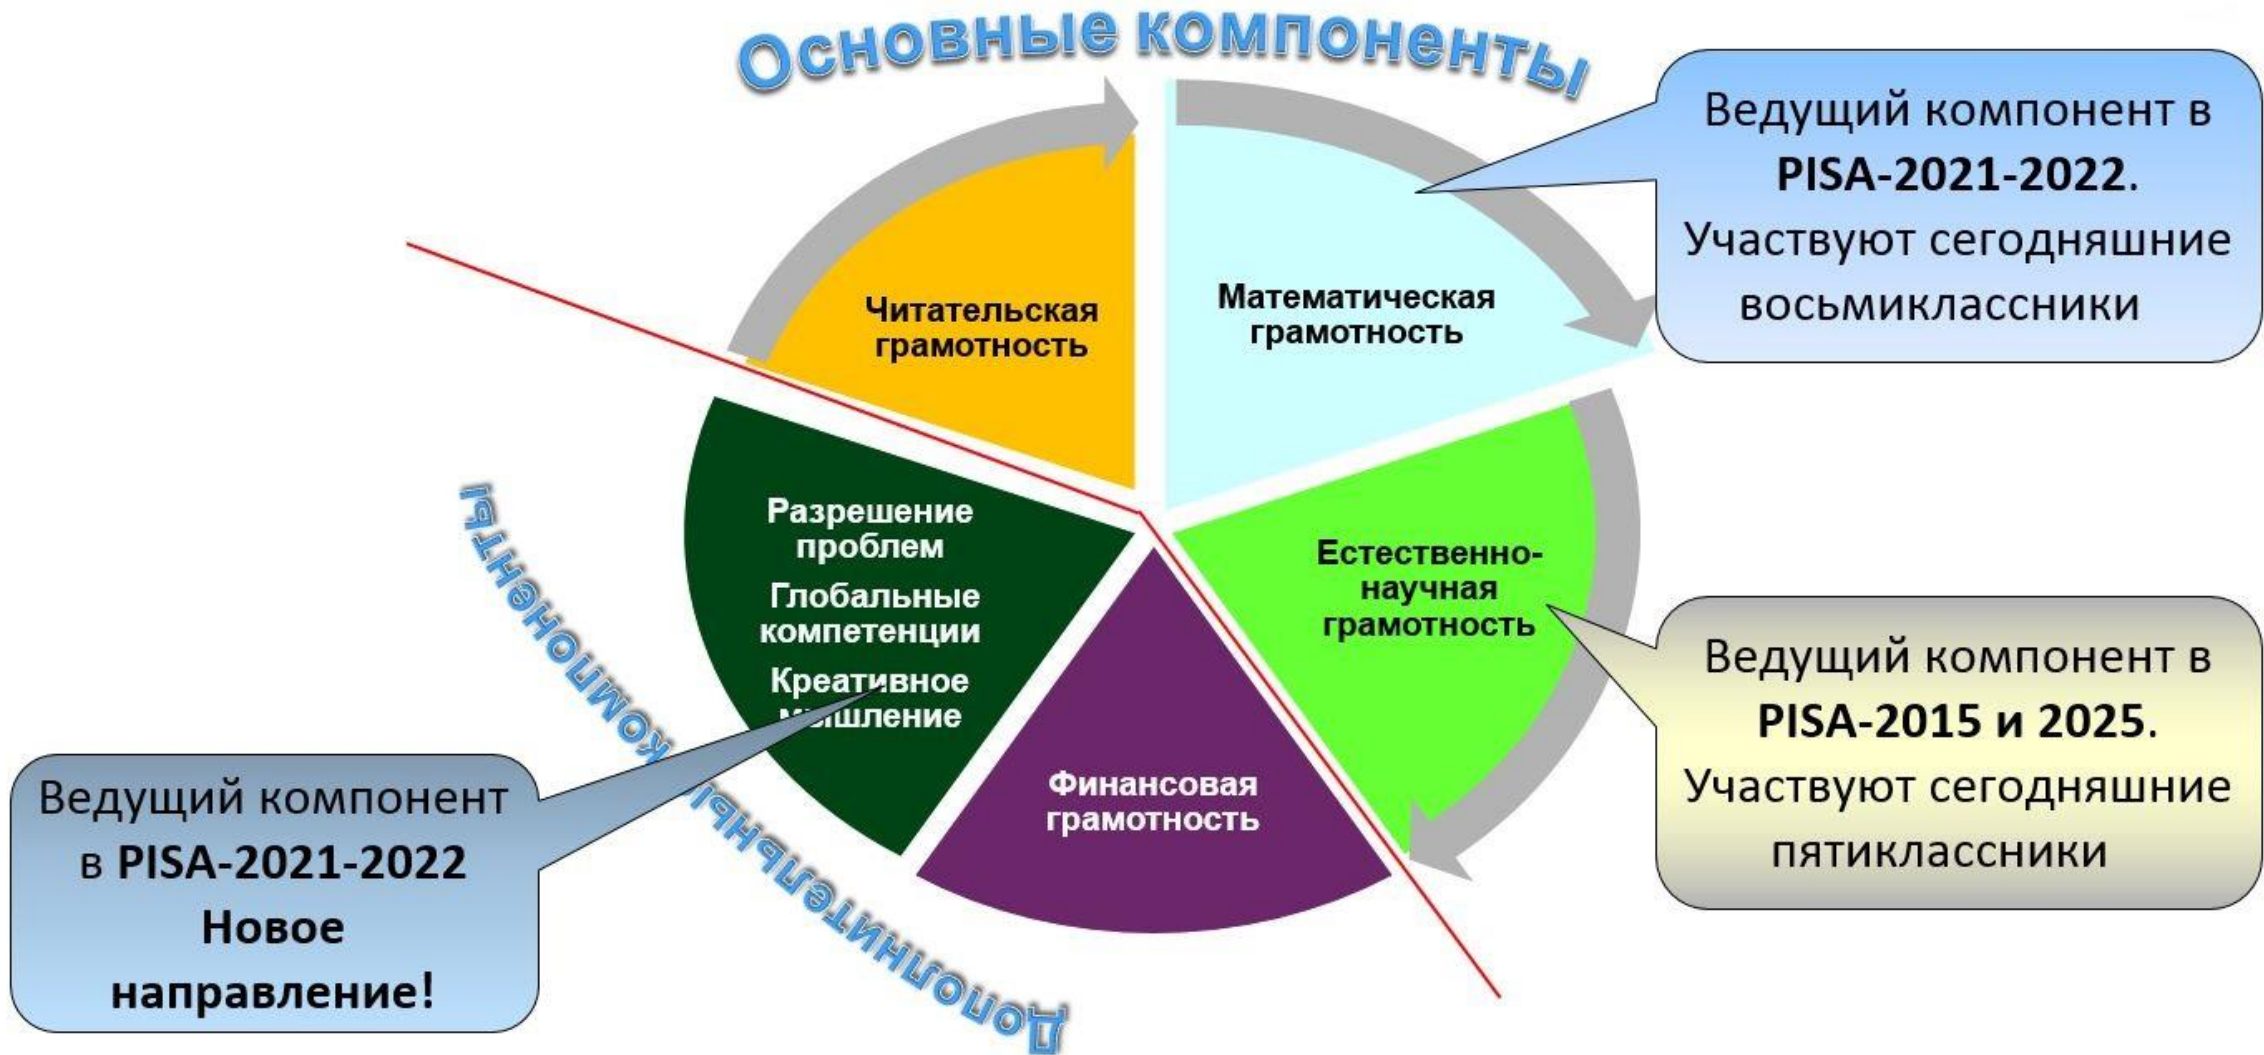 Основные компоненты
Ведущий компонент в
PISA-2021-2022.
Участвуют сегодняшние
восьмиклассники
Читательская
грамотность
Математическая
грамотность
Разрешение
проблем
Глобальные
компетенции
Креативное
мышление
Естественно-
научная
грамотность
Финансовая
грамотность
Ведущий компонент в
PISA-2015 и 2025.
Участвуют сегодняшние
пятиклассники
Ведущий компонент
в PISA-2021-2022
Новое
направление!
Дополнительные компоненты